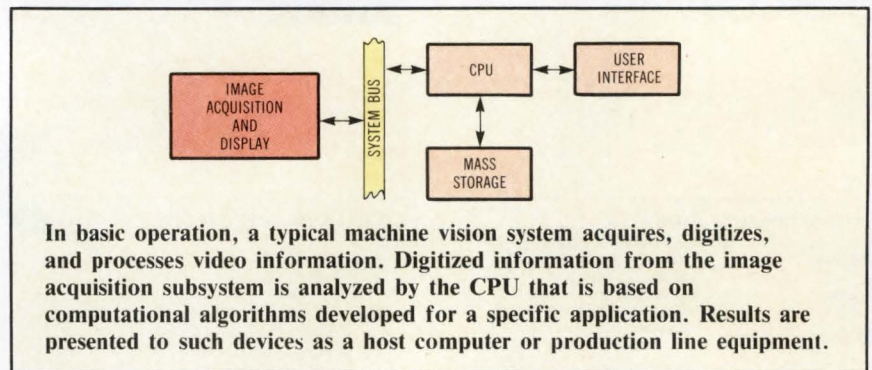 IMAGE
ACQUISITION
AND
DISPLAY
SYSTEM BUS
CPU
USER
INTERFACE
MASS
STORAGE
In basic operation, a typical machine vision system acquires, digitizes,
and processes video information. Digitized information from the image
acquisition subsystem is analyzed by the CPU that is based on
computational algorithms developed for a specific application. Results are
presented to such devices as a host computer or production line equipment.